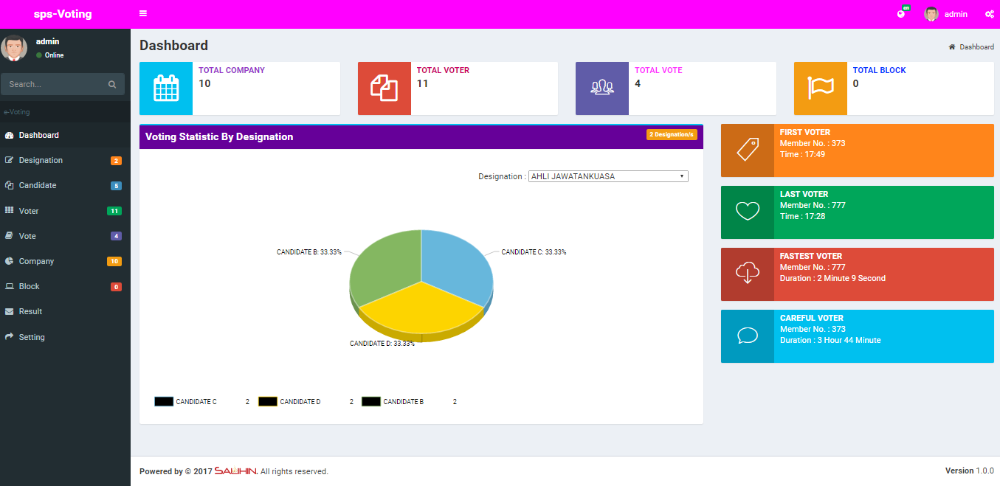 sps-Voting
en
admin
admin
Online
Search...
e-Voting
Dashboard
Designation 2
Candidate 5
Voter 11
Vote 4
Company 10
Block 0
Result
Setting
Dashboard
Dashboard
TOTAL COMPANY
10
TOTAL VOTER
11
TOTAL VOTE
4
TOTAL BLOCK
0
Voting Statistic By Designation
2 Designation/s
Designation : AHLI JAWATANKUASA
CANDIDATE B: 33.33%
CANDIDATE C: 33.33%
CANDIDATE D: 33.33%
CANDIDATE C 2 CANDIDATE D 2 CANDIDATE B 2
FIRST VOTER
Member No. : 373
Time : 17:49
LAST VOTER
Member No. : 777
Time : 17:28
FASTEST VOTER
Member No. : 777
Duration : 2 Minute 9 Second
CAREFUL VOTER
Member No. : 373
Duration : 3 Hour 44 Minute
Powered by © 2017 SALIHIN. All rights reserved.
Version 1.0.0